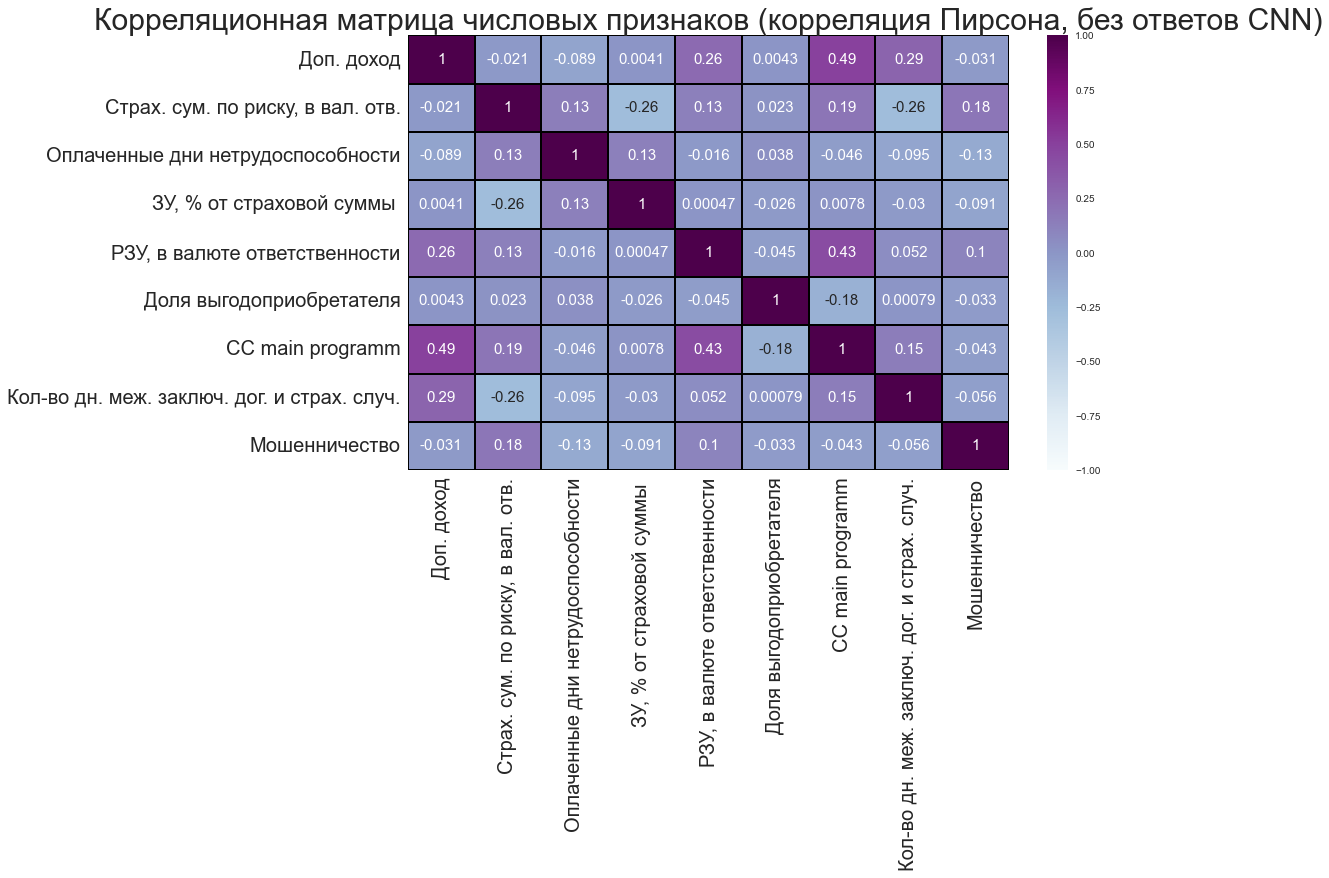 Корреляционная матрица числовых признаков (корреляция Пирсона, без ответов CNN)
Доп. доход 1 -0.021 -0.089 0.0041 0.26 0.0043 0.49 0.29 -0.031
Страх. сум. по риску, в вал. отв. -0.021 1 0.13 -0.26 0.13 0.023 0.19 -0.26 0.18
Оплаченные дни нетрудоспособности -0.089 0.13 1 0.13 -0.016 0.038 -0.046 -0.095 -0.13
ЗУ, % от страховой суммы 0.0041 -0.26 0.13 1 0.00047 -0.026 0.0078 -0.03 -0.091
РЗУ, в валюте ответственности 0.26 0.13 -0.016 0.00047 1 -0.045 0.43 0.052 0.1
Доля выгодоприобретателя 0.0043 0.023 0.038 -0.026 -0.045 1 -0.18 0.00079 -0.033
СС main programm 0.49 0.19 -0.046 0.0078 0.43 -0.18 1 0.15 -0.043
Кол-во дн. меж. заключ. дог. и страх. случ. 0.29 -0.26 -0.095 -0.03 0.052 0.00079 0.15 1 -0.056
Мошенничество -0.031 0.18 -0.13 -0.091 0.1 -0.033 -0.043 -0.056 1
Доп. доход
Страх. сум. по риску, в вал. отв.
Оплаченные дни нетрудоспособности
ЗУ, % от страховой суммы
РЗУ, в валюте ответственности
Доля выгодоприобретателя
СС main programm
Кол-во дн. меж. заключ. дог. и страх. случ.
Мошенничество
1.00
0.75
0.50
0.25
0.00
−0.25
−0.50
−0.75
−1.00